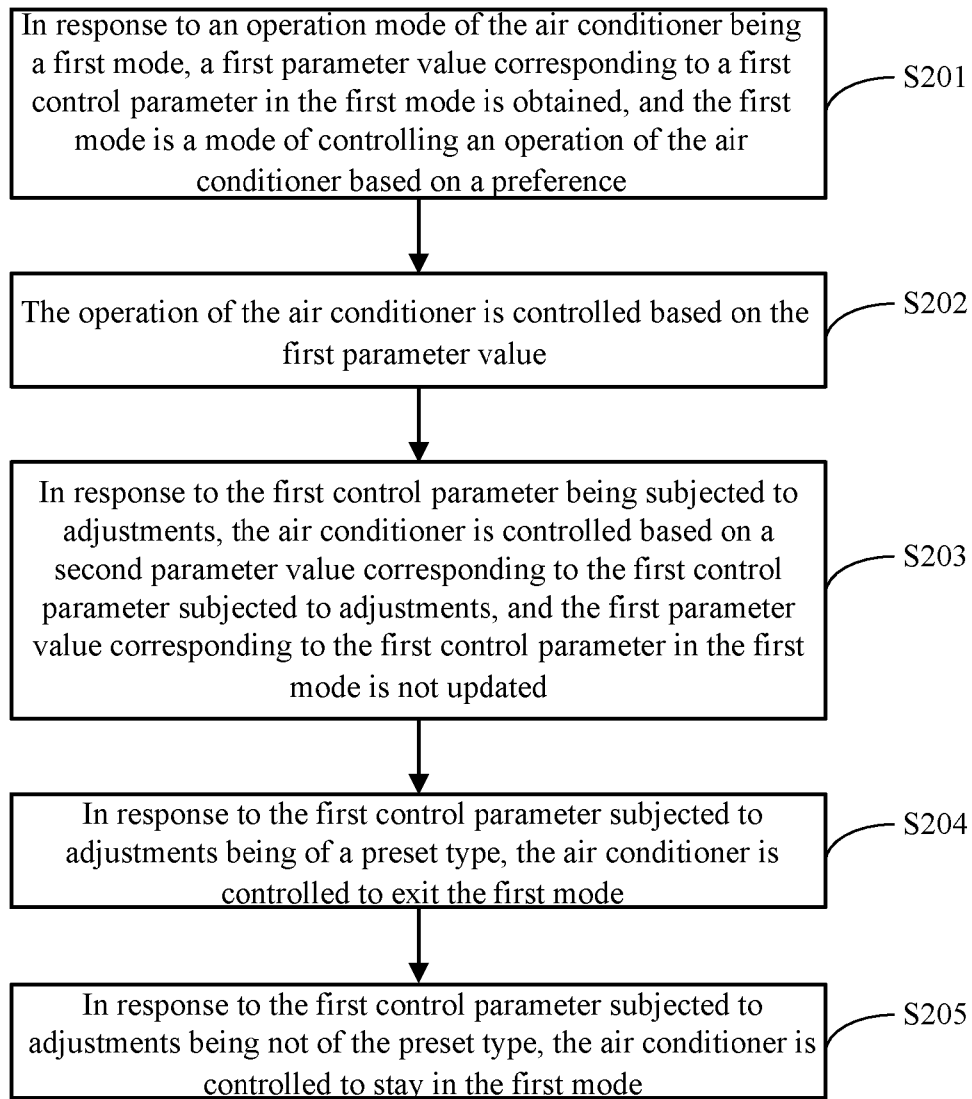 In response to an operation mode of the air conditioner being
a first mode, a first parameter value corresponding to a first
control parameter in the first mode is obtained, and the first
mode is a mode of controlling an operation of the air
conditioner based on a preference
S201
The operation of the air conditioner is controlled based on the
first parameter value
S202
In response to the first control parameter being subjected to
adjustments, the air conditioner is controlled based on a
second parameter value corresponding to the first control
parameter subjected to adjustments, and the first parameter
value corresponding to the first control parameter in the first
mode is not updated
S203
In response to the first control parameter subjected to
adjustments being of a preset type, the air conditioner is
controlled to exit the first mode
S204
In response to the first control parameter subjected to
adjustments being not of the preset type, the air conditioner is
controlled to stay in the first mode
S205